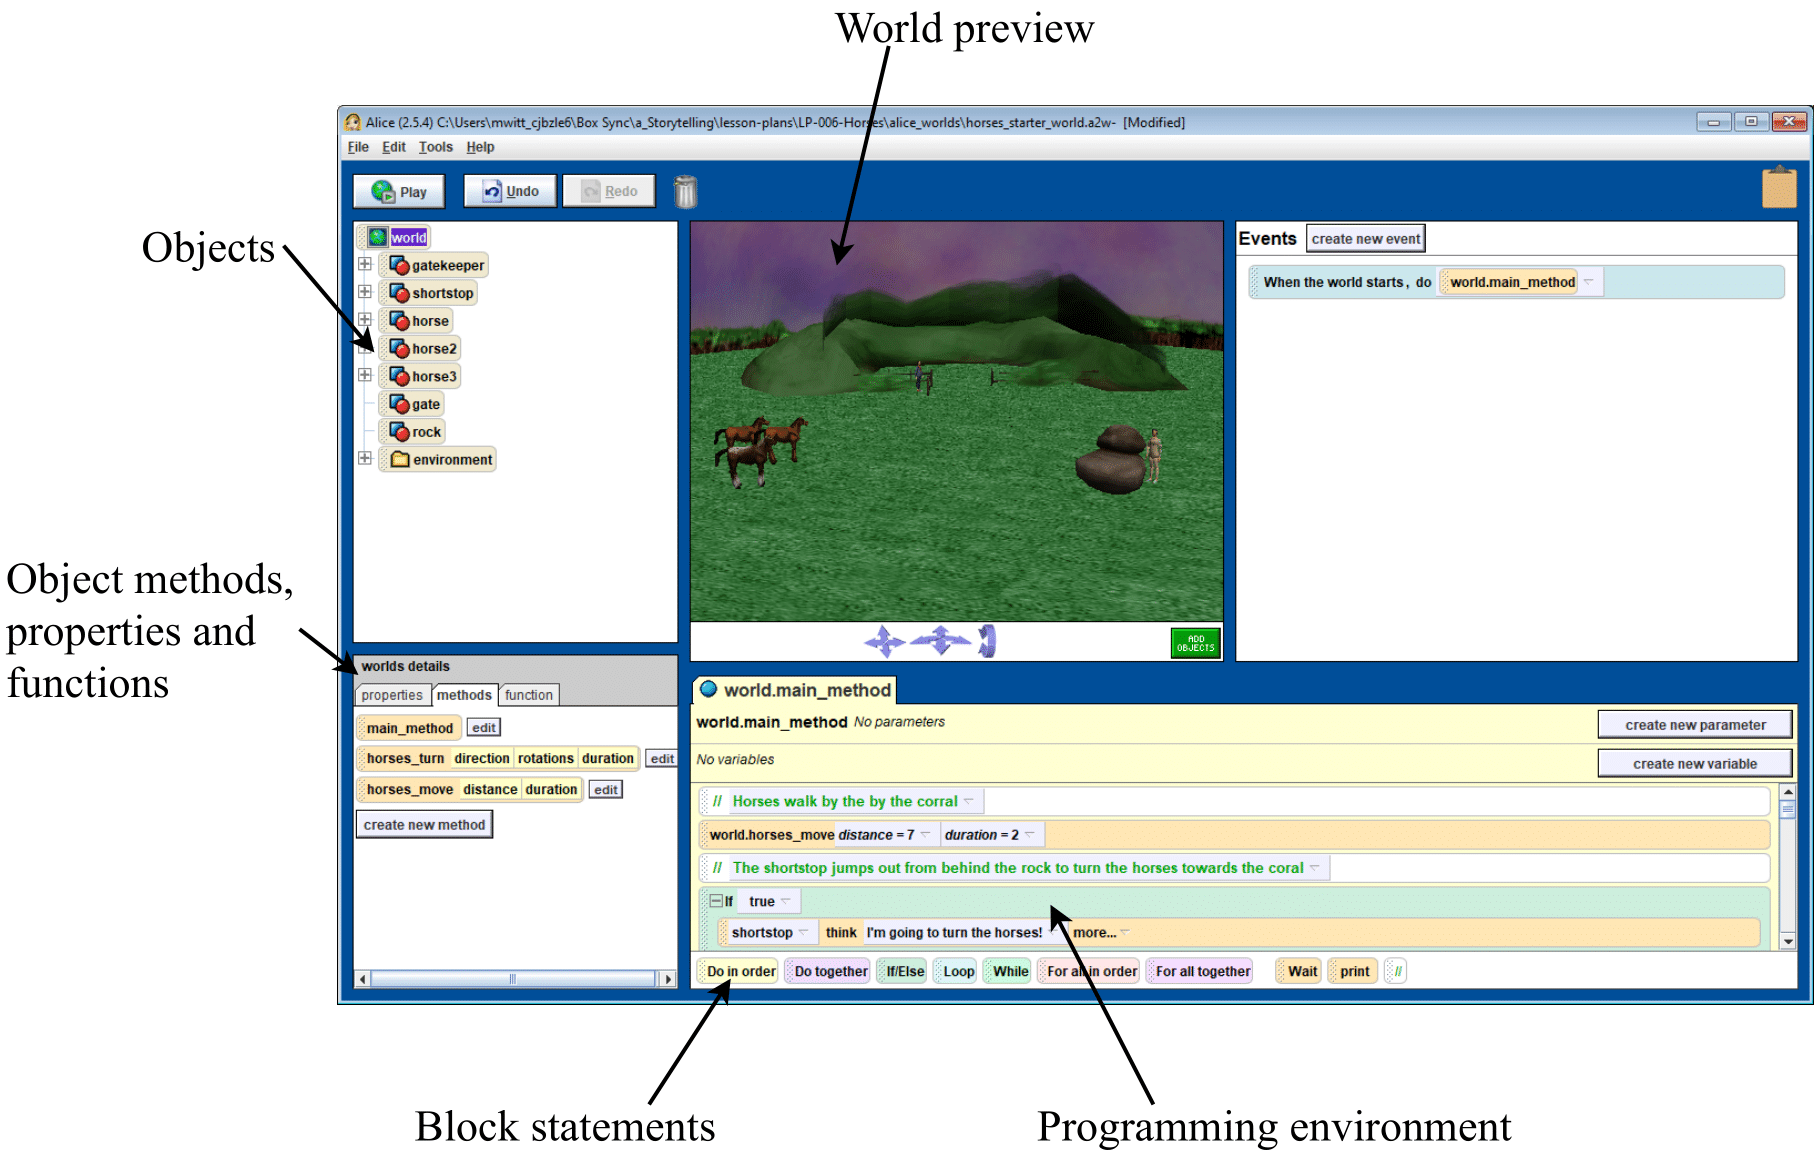 World preview
Alice (2.5.4) C:\Users\mwitt_cjbzle6\Box Sync\a_Storytelling\lesson-plans\LP-006-Horses\alice_worlds\horses_starter_world.a2w- [Modified]
File Edit Tools Help
Play Undo Redo
Objects
world
gatekeeper
shortstop
horse
horse2
horse3
gate
rock
environment
ADD OBJECTS
Events create new event
When the world starts, do world.main_method
Object methods,
properties and
functions
worlds details
properties methods function
main_method edit
horses_turn direction rotations duration edit
horses_move distance duration edit
create new method
world.main_method
world.main_method No parameters create new parameter
No variables create new variable
// Horses walk by the by the corral
world.horses_move distance = 7 duration = 2
// The shortstop jumps out from behind the rock to turn the horses towards the coral
If true
shortstop think I'm going to turn the horses! more...
Do in order Do together If/Else Loop While For all in order For all together Wait print //
Block statements
Programming environment